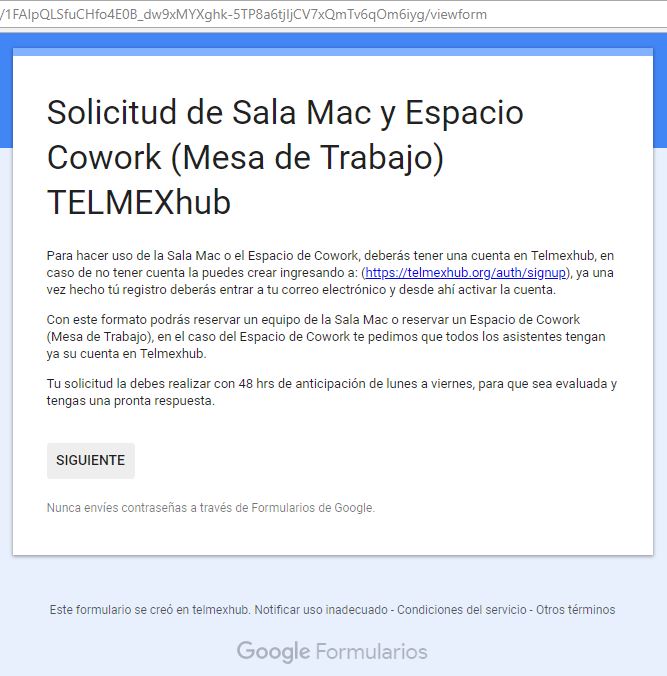 /1FAIpQLSfuCHfo4E0B_dw9xMYXghk-5TP8a6tjIjCV7xQmTv6qOm6iyg/viewform
Solicitud de Sala Mac y Espacio
Cowork (Mesa de Trabajo)
TELMEXhub
Para hacer uso de la Sala Mac o el Espacio de Cowork, deberás tener una cuenta en Telmexhub, en
caso de no tener cuenta la puedes crear ingresando a: (https://telmexhub.org/auth/signup), ya una
vez hecho tú registro deberás entrar a tu correo electrónico y desde ahí activar la cuenta.
Con este formato podrás reservar un equipo de la Sala Mac o reservar un Espacio de Cowork
(Mesa de Trabajo), en el caso del Espacio de Cowork te pedimos que todos los asistentes tengan
ya su cuenta en Telmexhub.
Tu solicitud la debes realizar con 48 hrs de anticipación de lunes a viernes, para que sea evaluada y
tengas una pronta respuesta.
SIGUIENTE
Nunca envíes contraseñas a través de Formularios de Google.
Este formulario se creó en telmexhub. Notificar uso inadecuado - Condiciones del servicio - Otros términos
Google Formularios